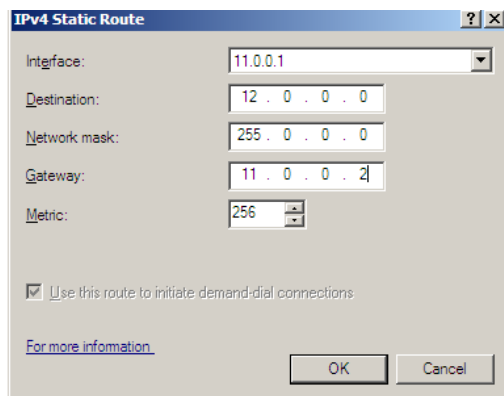 IPv4 Static Route
Interface: 11.0.0.1
Destination: 12 . 0 . 0 . 0
Network mask: 255 . 0 . 0 . 0
Gateway: 11 . 0 . 0 . 2
Metric: 256
Use this route to initiate demand-dial connections
For more information
OK Cancel